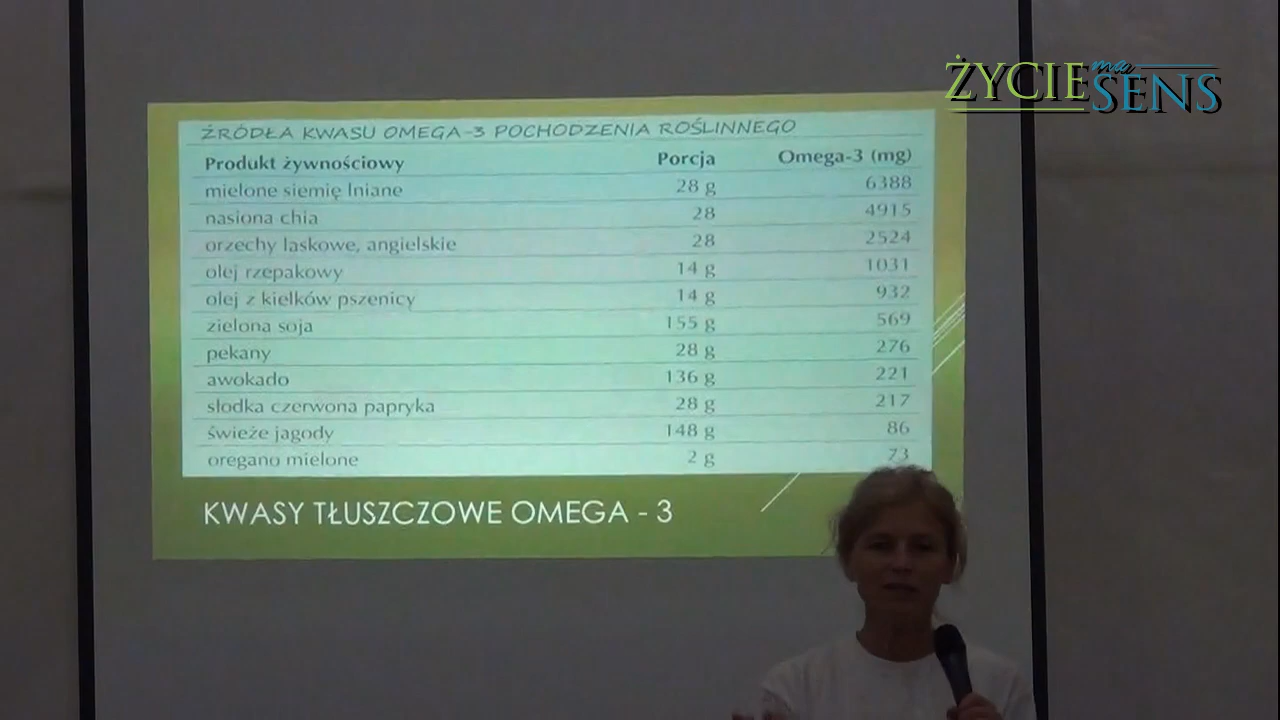 ŻYCIE ma SENS
ŹRÓDŁA KWASU OMEGA-3 POCHODZENIA ROŚLINNEGO
Produkt żywnościowy Porcja Omega-3 (mg)
mielone siemię lniane 28 g 6388
nasiona chia 28 4915
orzechy laskowe, angielskie 28 2524
olej rzepakowy 14 g 1031
olej z kiełków pszenicy 14 g 932
zielona soja 155 g 569
pekany 28 g 276
awokado 136 g 221
słodka czerwona papryka 28 g 217
świeże jagody 148 g 86
oregano mielone 2 g 73
KWASY TŁUSZCZOWE OMEGA - 3